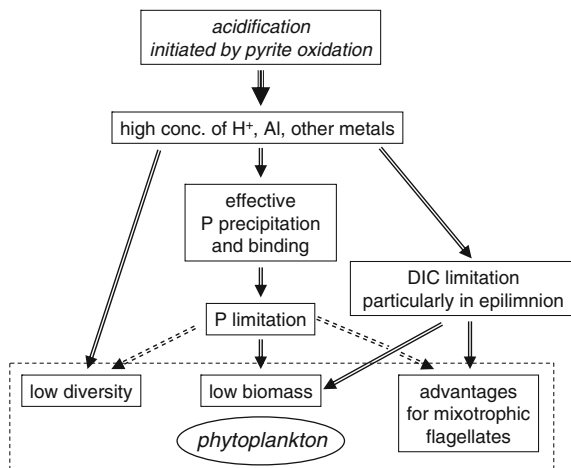 acidification
initiated by pyrite oxidation
high conc. of H⁺, Al, other metals
effective
P precipitation
and binding
DIC limitation
particularly in epilimnion
P limitation
low diversity
low biomass
advantages
for mixotrophic
flagellates
phytoplankton